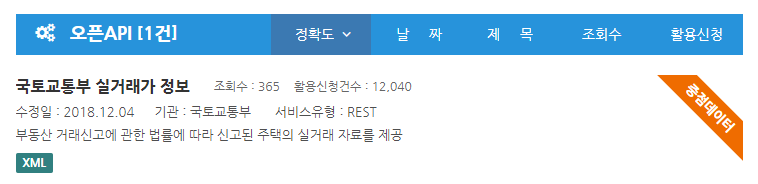 오픈API [1건] 정확도 날 짜 제 목 조회수 활용신청
국토교통부 실거래가 정보 조회수 : 365 활용신청건수 : 12,040
중점데이터
수정일 : 2018.12.04 기관 : 국토교통부 서비스유형 : REST
부동산 거래신고에 관한 법률에 따라 신고된 주택의 실거래 자료를 제공
XML